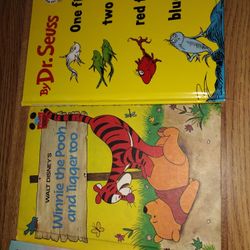 By Dr. Seuss
One fi
two
red f
blu
WALT DISNEY'S
Winnie the Pooh
and Tigger too